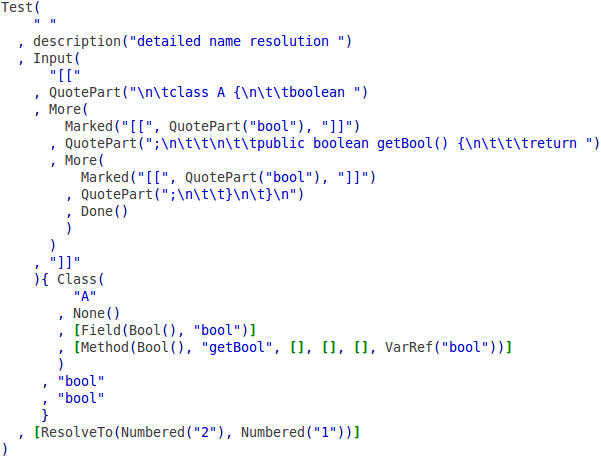 Test(
    " "
  , description("detailed name resolution ")
  , Input(
      "[["
    , QuotePart("\n\tclass A {\n\t\tboolean ")
    , More(
        Marked("[[", QuotePart("bool"), "]]")
      , QuotePart(";\n\t\t\n\t\tpublic boolean getBool() {\n\t\t\treturn ")
      , More(
          Marked("[[", QuotePart("bool"), "]]")
        , QuotePart(";\n\t\t}\n\t}\n")
        , Done()
        )
      )
    , "]]"
    ){ Class(
         "A"
       , None()
       , [Field(Bool(), "bool")]
       , [Method(Bool(), "getBool", [], [], [], VarRef("bool"))]
       )
     , "bool"
     , "bool"
     }
  , [ResolveTo(Numbered("2"), Numbered("1"))]
)